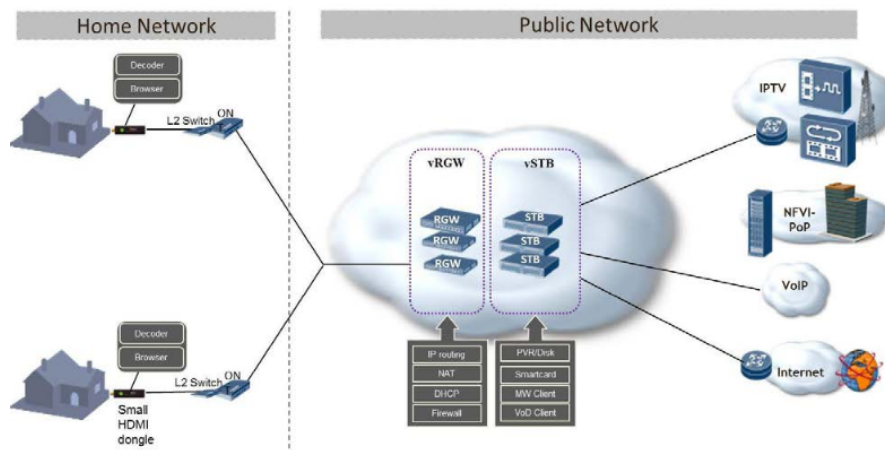 Home Network
Public Network
Decoder
Browser
L2 Switch
ON
vRGW
vSTB
RGW
RGW
RGW
STB
STB
STB
IPTV
NFVI-
PoP
VoIP
Internet
Decoder
Browser
L2 Switch
ON
Small
HDMI
dongle
IP routing
NAT
DHCP
Firewall
PVR/Disk
Smartcard
MW Client
VoD Client